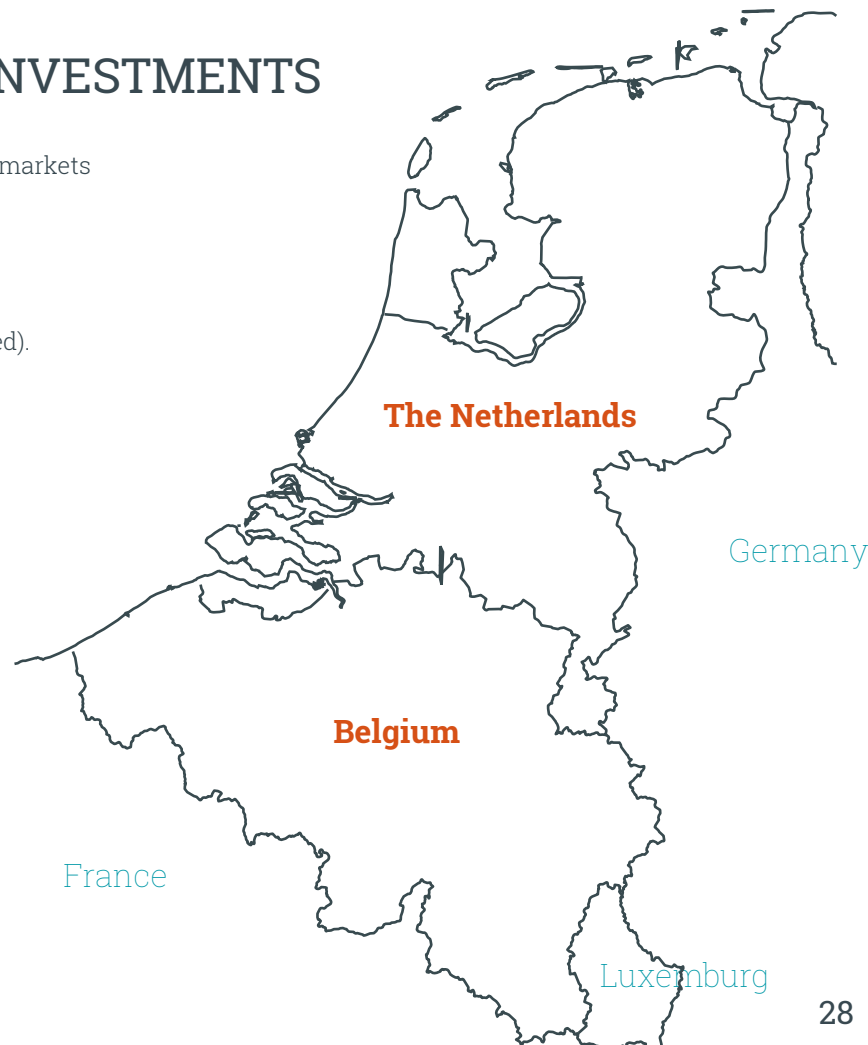 NVESTMENTS
markets
ed).
The Netherlands
Germany
Belgium
France
Luxemburg
28